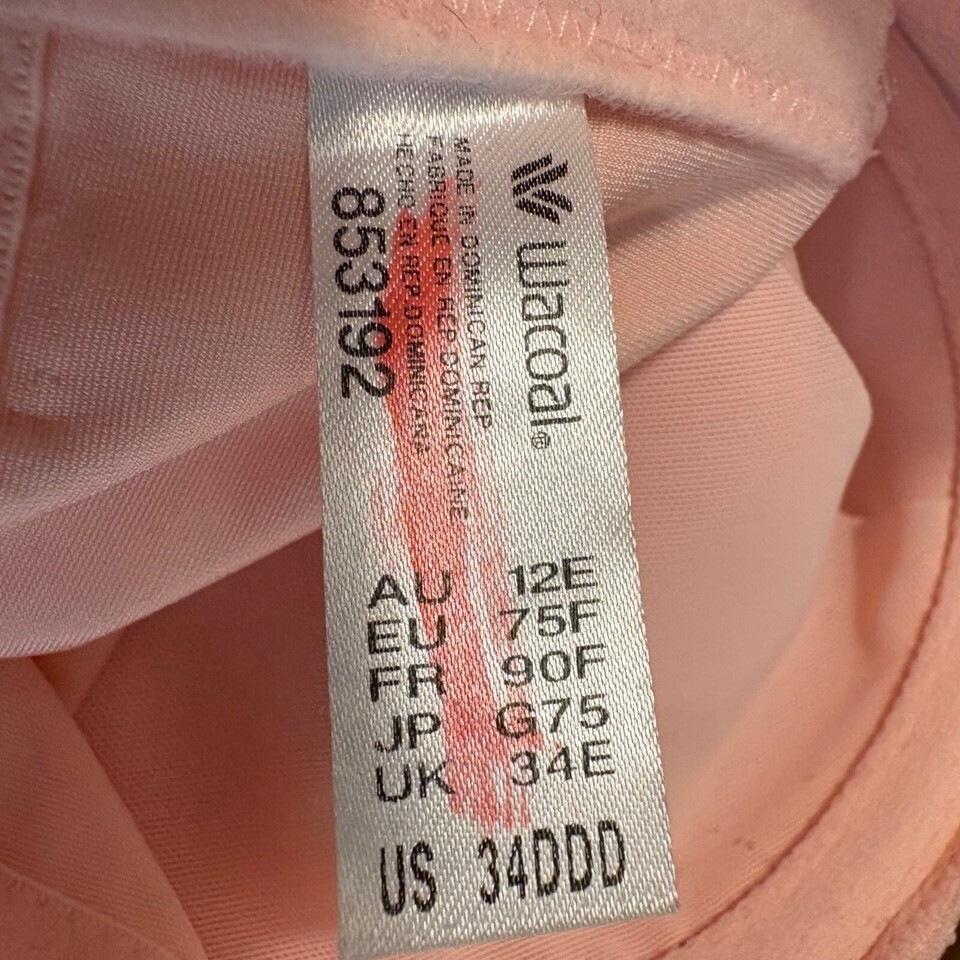 Wacoal®
MADE IN DOMINICAN REP
FABRIQUE EN REP DOMINICAINE
HECHO EN REP.DOMINICANA
853192
AU 12E
EU 75F
FR 90F
JP G75
UK 34E
US 34DDD